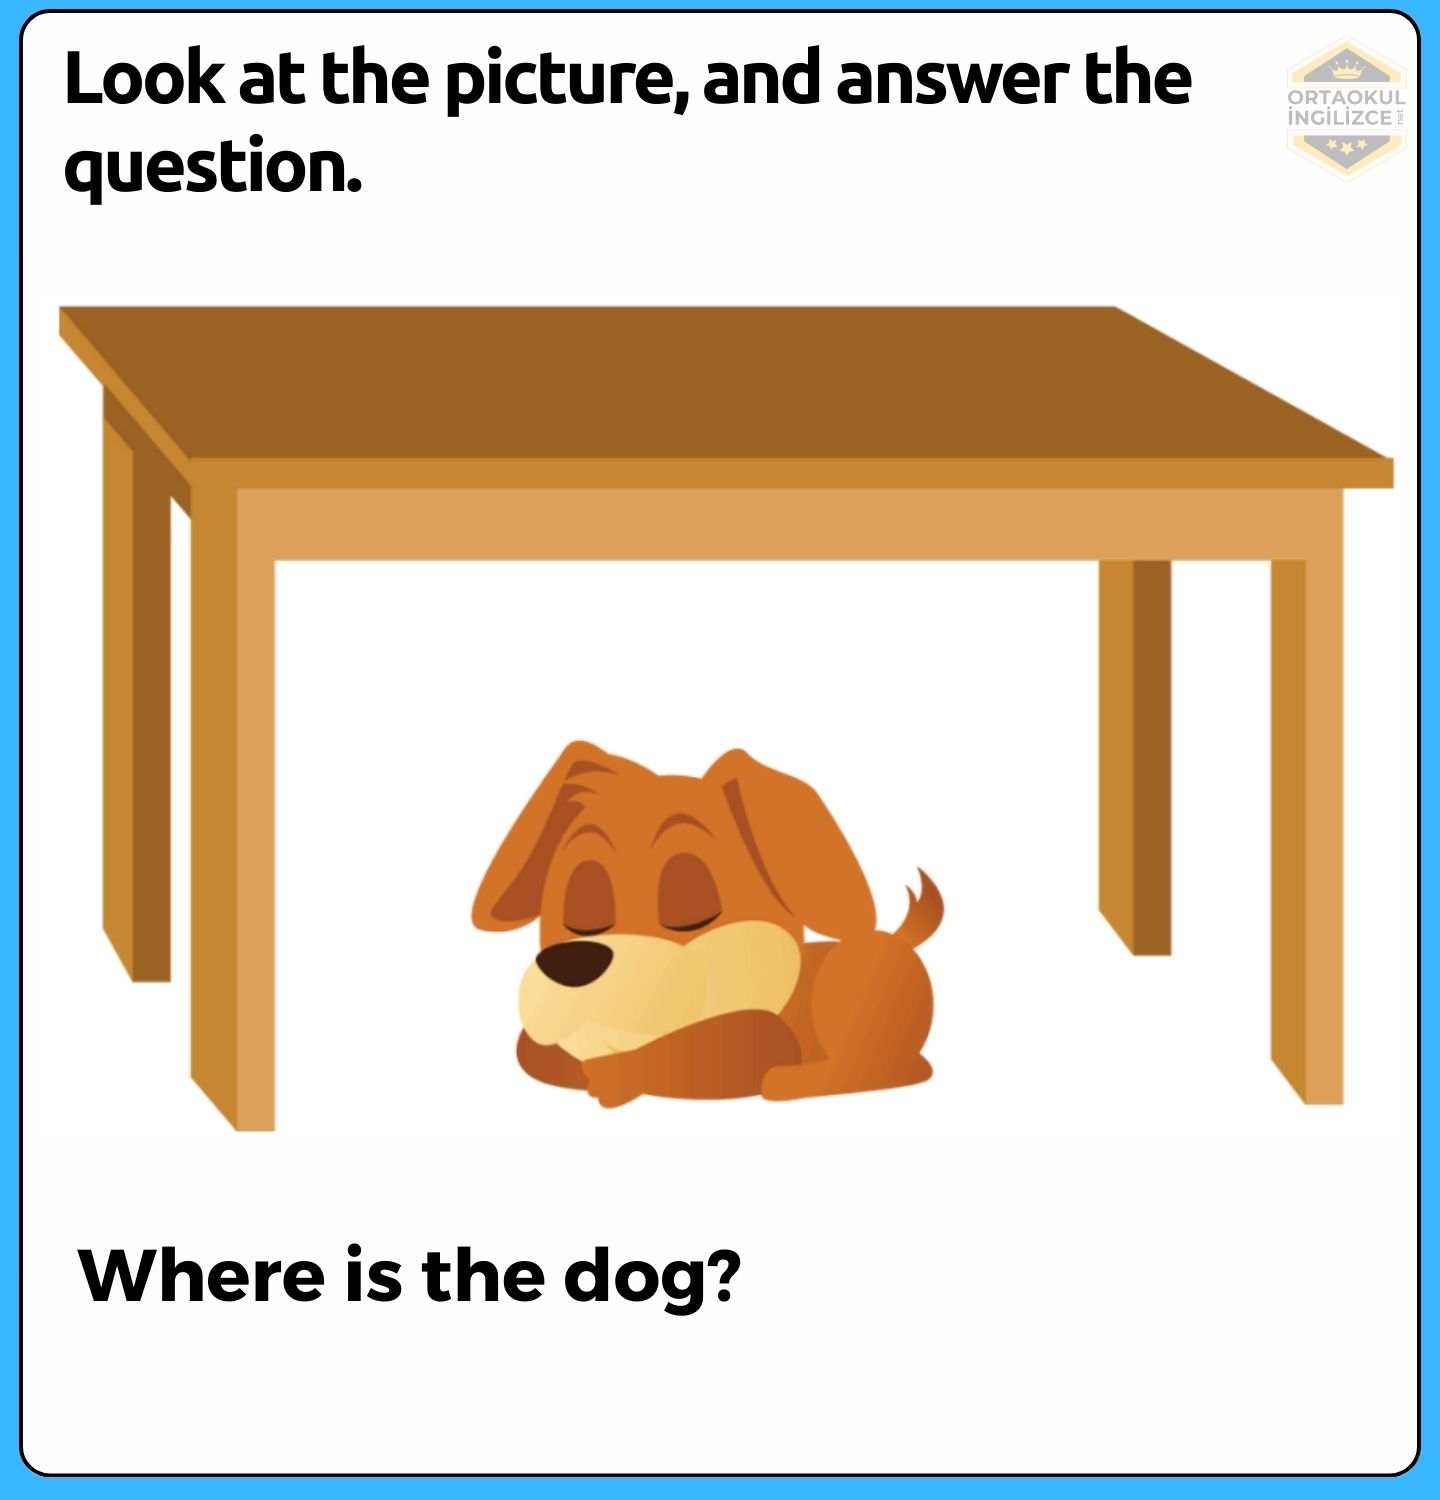 Look at the picture, and answer the
question.
ORTAOKUL
İNGİLİZCE
.net
Where is the dog?